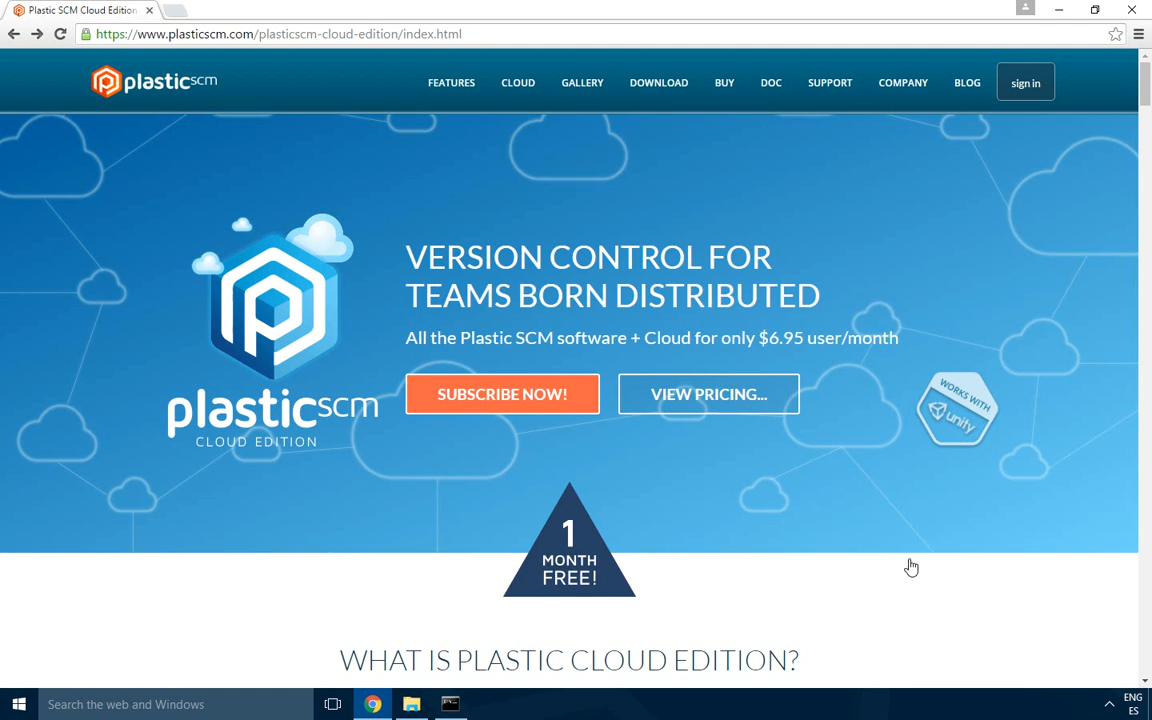 Plastic SCM Cloud Edition
https://www.plasticscm.com/plasticscm-cloud-edition/index.html
plasticscm
FEATURES CLOUD GALLERY DOWNLOAD BUY DOC SUPPORT COMPANY BLOG sign in
VERSION CONTROL FOR
TEAMS BORN DISTRIBUTED
All the Plastic SCM software + Cloud for only $6.95 user/month
SUBSCRIBE NOW! VIEW PRICING...
plasticscm
CLOUD EDITION
WORKS WITH
unity
1
MONTH
FREE!
WHAT IS PLASTIC CLOUD EDITION?
Search the web and Windows
ENG
ES